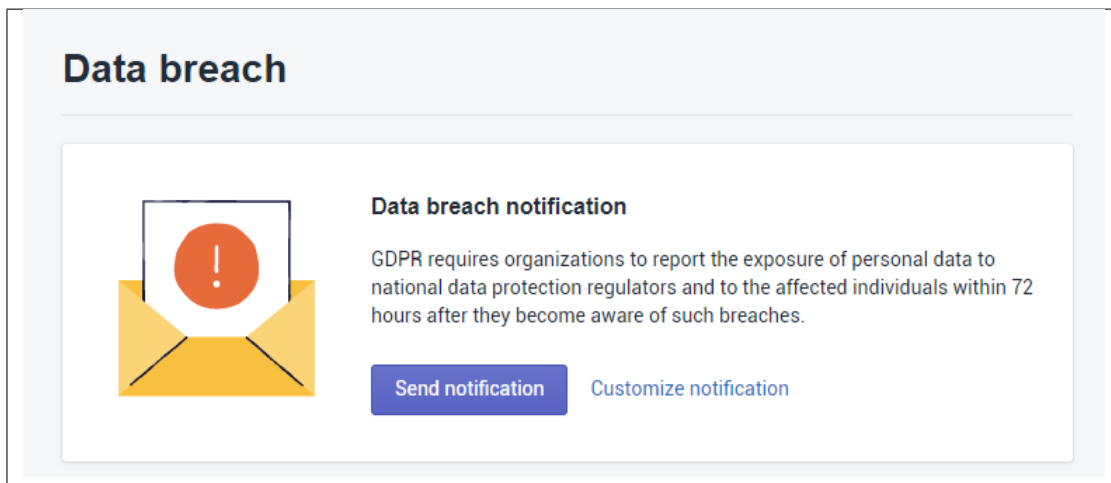 Data breach
Data breach notification
GDPR requires organizations to report the exposure of personal data to
national data protection regulators and to the affected individuals within 72
hours after they become aware of such breaches.
Send notification Customize notification